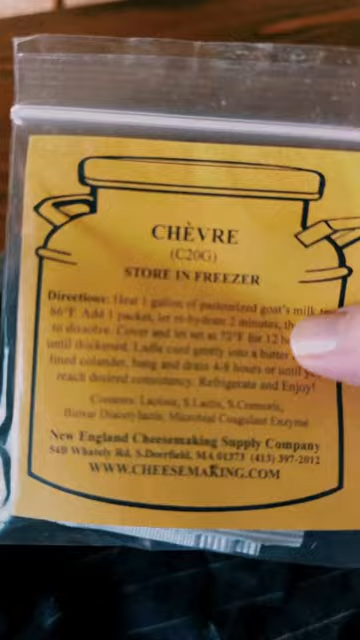 CHÈVRE
(C20G)
STORE IN FREEZER
Directions: Heat 1 gallon of pasteurized goat's milk
86°F. Add 1 packet, let re-hydrate 2 minutes,
to dissolve. Cover and let set at 72°F for 12
until thickened. Ladle curd gently into a butter
lined colander, hang and drain 4-8 hours or until
reach desired consistency. Refrigerate and Enjoy!
Contents: Lactose, S.Lactis, S.Cremoris,
Biovar Diacetylactis, Microbial Coagulant Enzyme
New England Cheesemaking Supply Company
54B Whately Rd, S.Deerfield, MA 01373 (413) 397-2012
WWW.CHEESEMAKING.COM